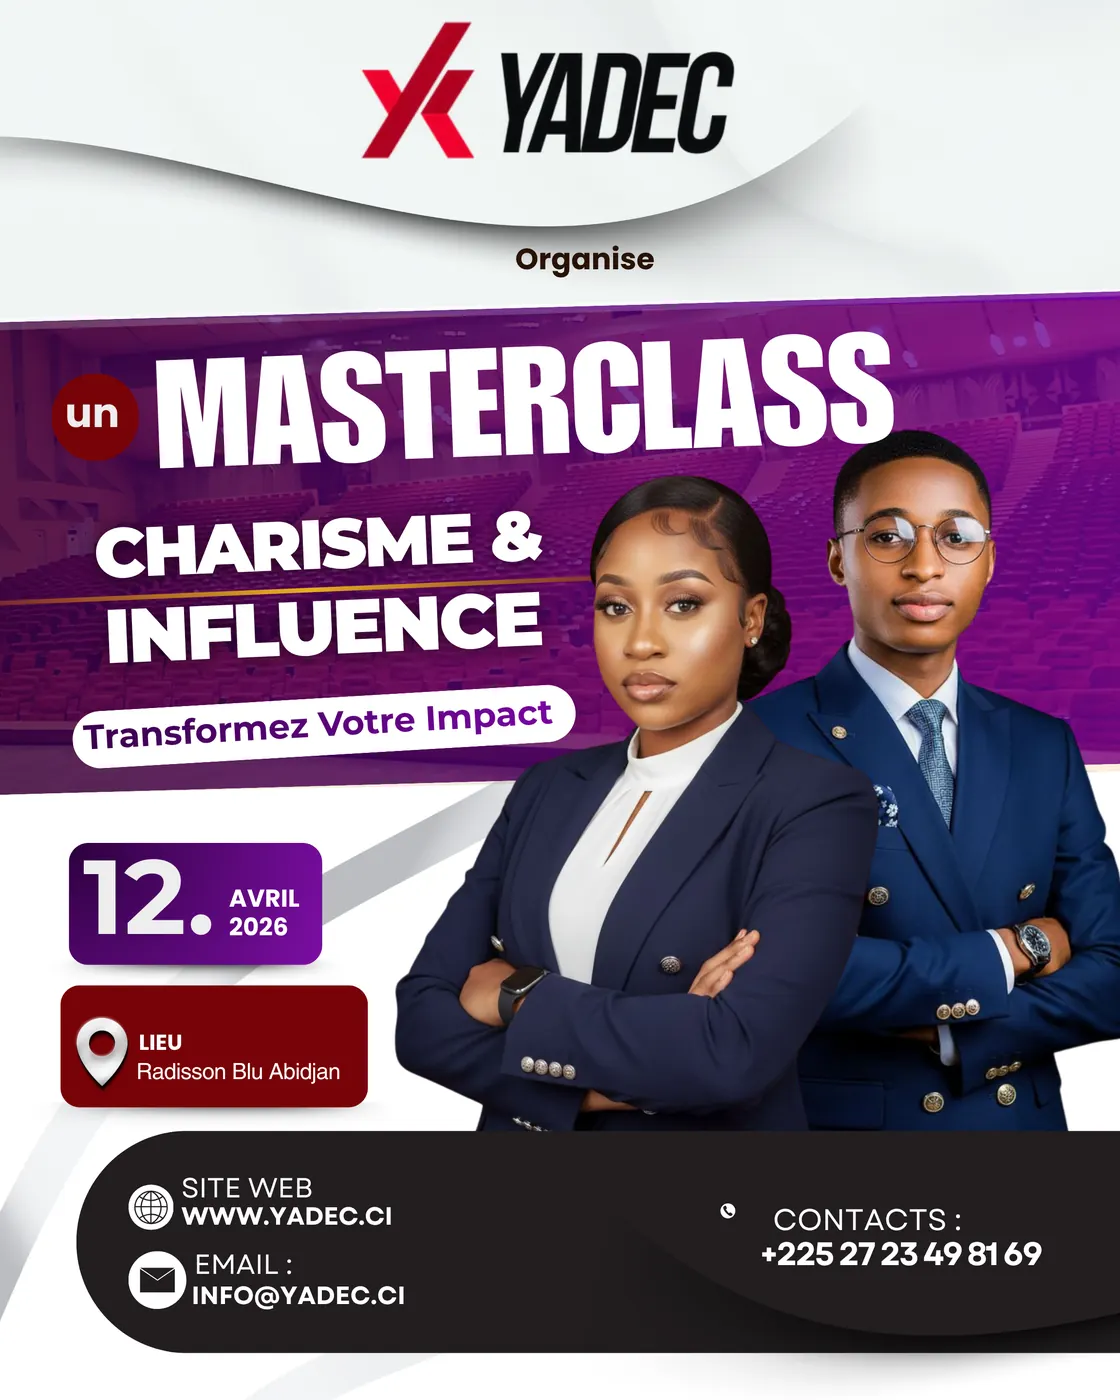 YADEC
Organise
un
MASTERCLASS
CHARISME &
INFLUENCE
Transformez Votre Impact
12.
AVRIL
2026
LIEU
Radisson Blu Abidjan
SITE WEB
WWW.YADEC.CI
EMAIL :
INFO@YADEC.CI
CONTACTS :
+225 27 23 49 81 69